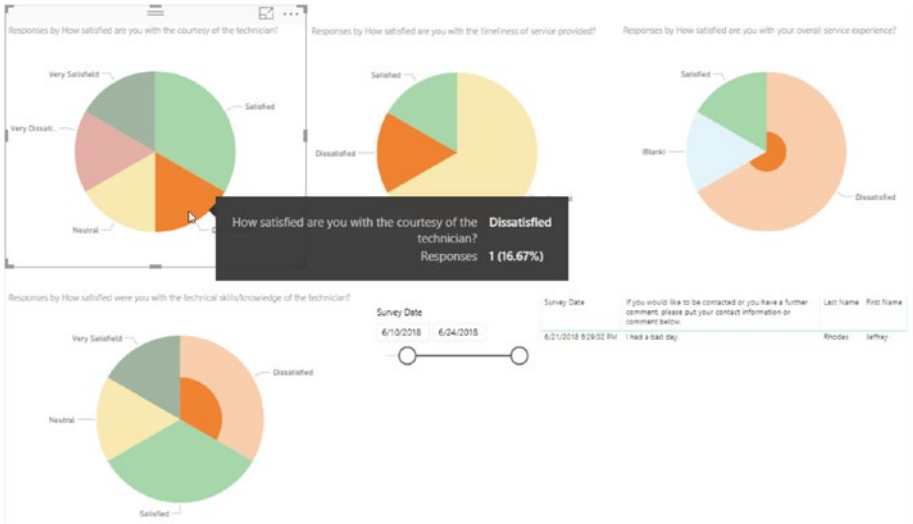 Responses by How satisfied are you with the courtesy of the technician?
Responses by How satisfied are you with the timeliness of service provided?
Responses by How satisfied are you with your overall service experience?
Very Satisfield
Satisfied
Very Dissati...
Neutral
Satisfied
Dissatisfied
Satisfied
(Blank)
Dissatisfied
How satisfied are you with the courtesy of the Dissatisfied
technician?
Responses 1 (16.67%)
Responses by How satisfied were you with the technical skills/knowledge of the technician?
Very Satisfield
Dissatisfied
Neutral
Satisfied
Survey Date
6/10/2018 6/24/2018
Survey Date If you would like to be contacted or you have a further Last Name First Name
comment, please put your contact information or
comment below.
6/21/2018 6:29:02 PM I had a bad day. Rhodes Jeffrey